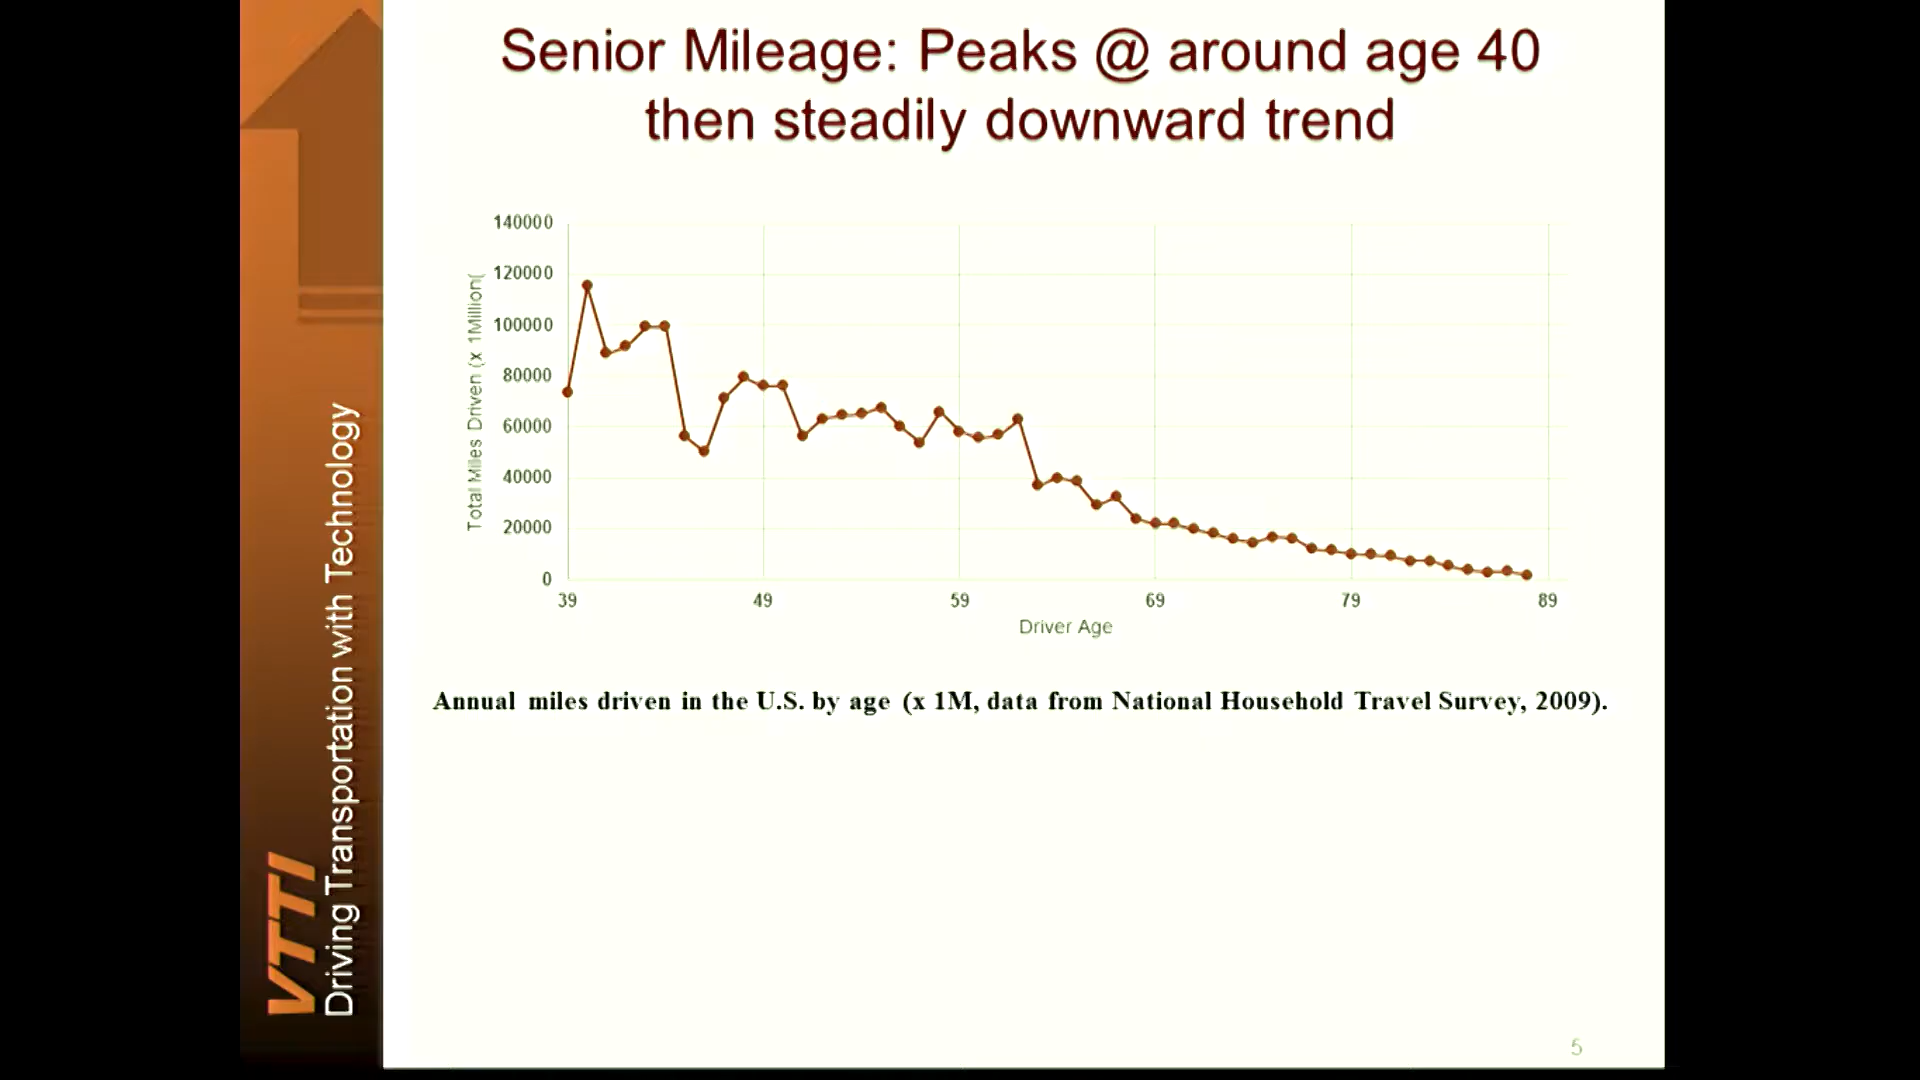 Senior Mileage: Peaks @ around age 40
then steadily downward trend
140000
120000
100000
80000
60000
40000
20000
0
Total Miles Driven (x 1Million(
39 49 59 69 79 89
Driver Age
Annual miles driven in the U.S. by age (x 1M, data from National Household Travel Survey, 2009).
VTTI
Driving Transportation with Technology
5